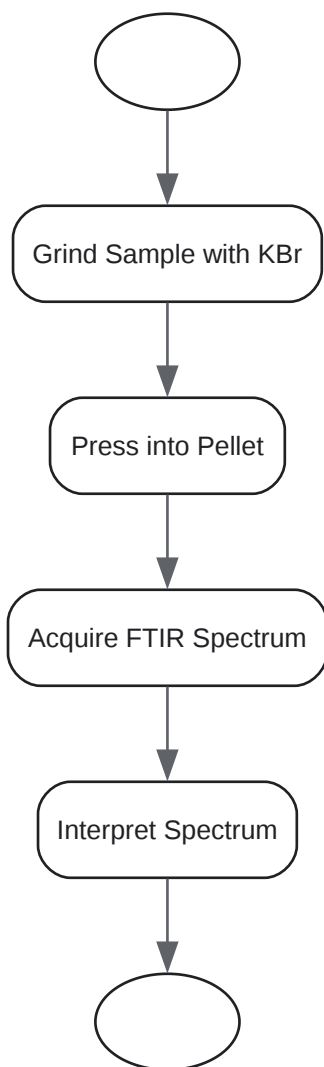 Grind Sample with KBr
Press into Pellet
Acquire FTIR Spectrum
Interpret Spectrum